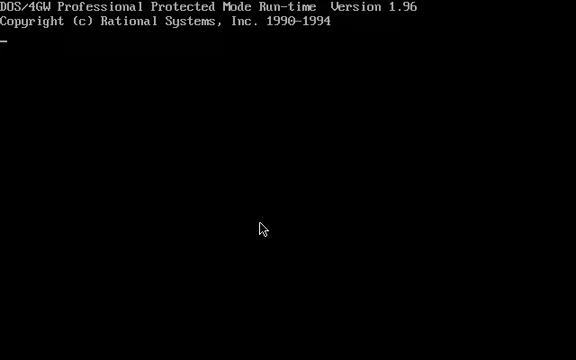 DOS/4GW Professional Protected Mode Run-time  Version 1.96
Copyright (c) Rational Systems, Inc. 1990-1994